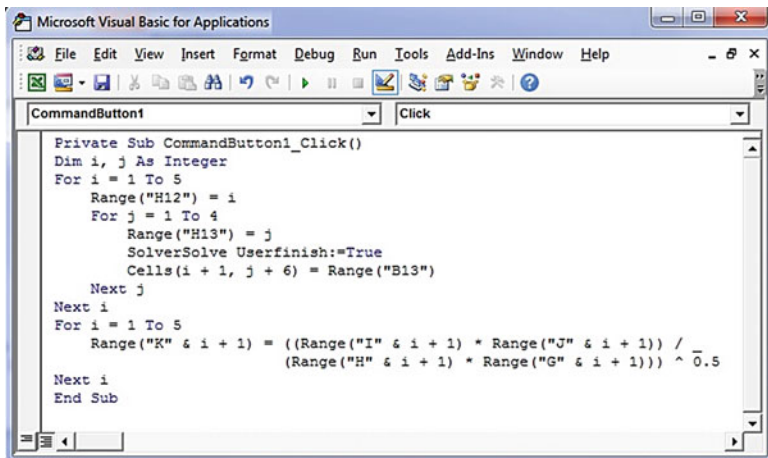 Microsoft Visual Basic for Applications
File Edit View Insert Format Debug Run Tools Add-Ins Window Help
CommandButton1 Click
Private Sub CommandButton1_Click()
Dim i, j As Integer
For i = 1 To 5
Range("H12") = i
For j = 1 To 4
Range("H13") = j
SolverSolve Userfinish:=True
Cells(i + 1, j + 6) = Range("B13")
Next j
Next i
For i = 1 To 5
Range("K" & i + 1) = ((Range("I" & i + 1) * Range("J" & i + 1)) / _
(Range("H" & i + 1) * Range("G" & i + 1))) ^ 0.5
Next i
End Sub